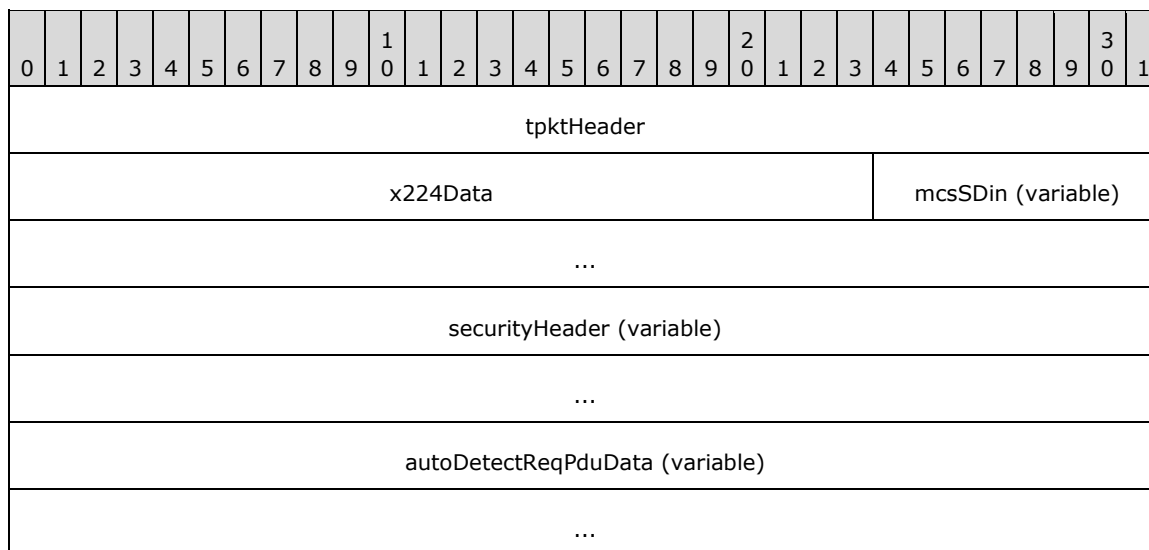 1 2 3
0 1 2 3 4 5 6 7 8 9 0 1 2 3 4 5 6 7 8 9 0 1 2 3 4 5 6 7 8 9 0 1
tpktHeader
x224Data mcsSDin (variable)
...
securityHeader (variable)
...
autoDetectReqPduData (variable)
...